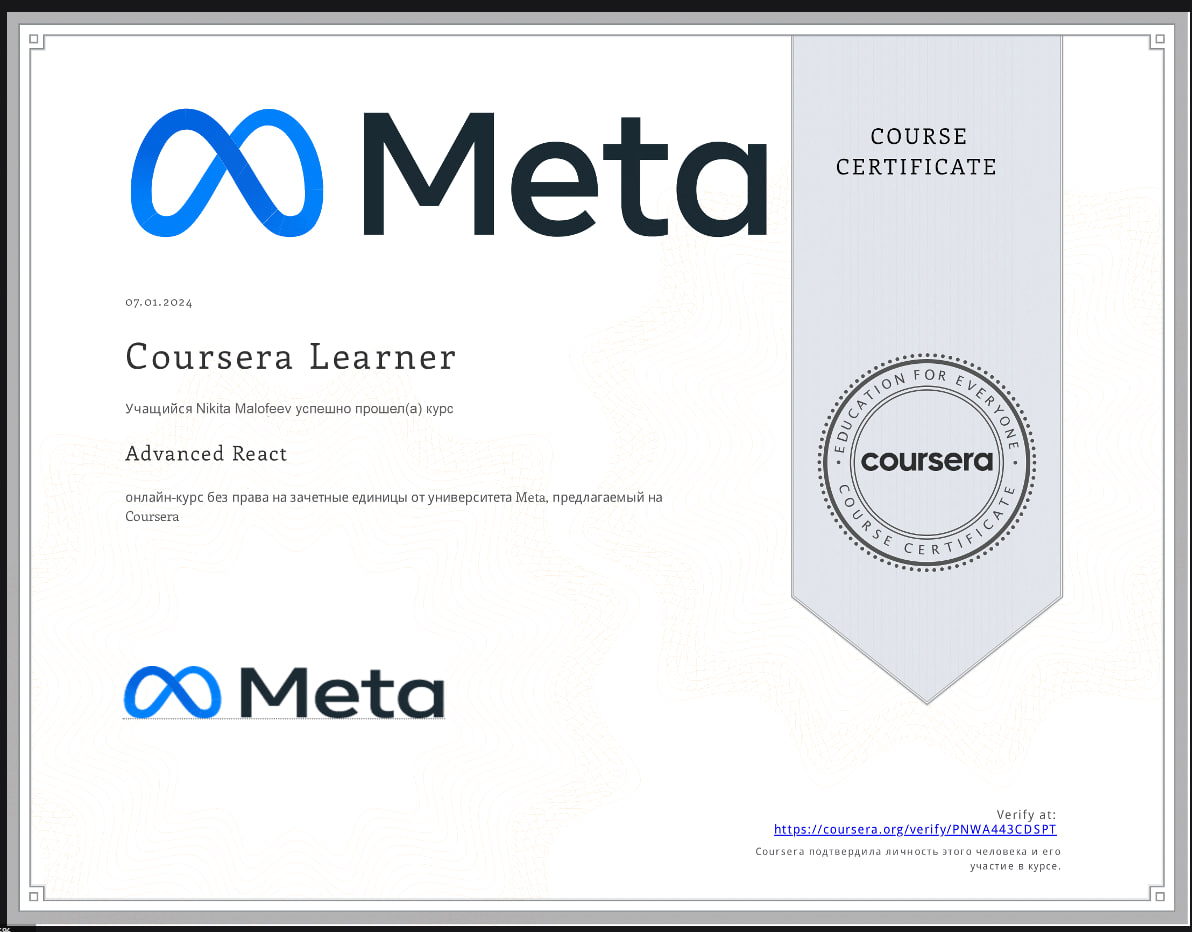 Meta
COURSE
CERTIFICATE
07.01.2024
Coursera Learner
Учащийся Nikita Malofeev успешно прошел(а) курс
Advanced React
онлайн-курс без права на зачетные единицы от университета Meta, предлагаемый на
Coursera
EDUCATION FOR EVERYONE
coursera
COURSE CERTIFICATE
Meta
Verify at:
https://coursera.org/verify/PNWA443CDSPT
Coursera подтвердила личность этого человека и его
участие в курсе.